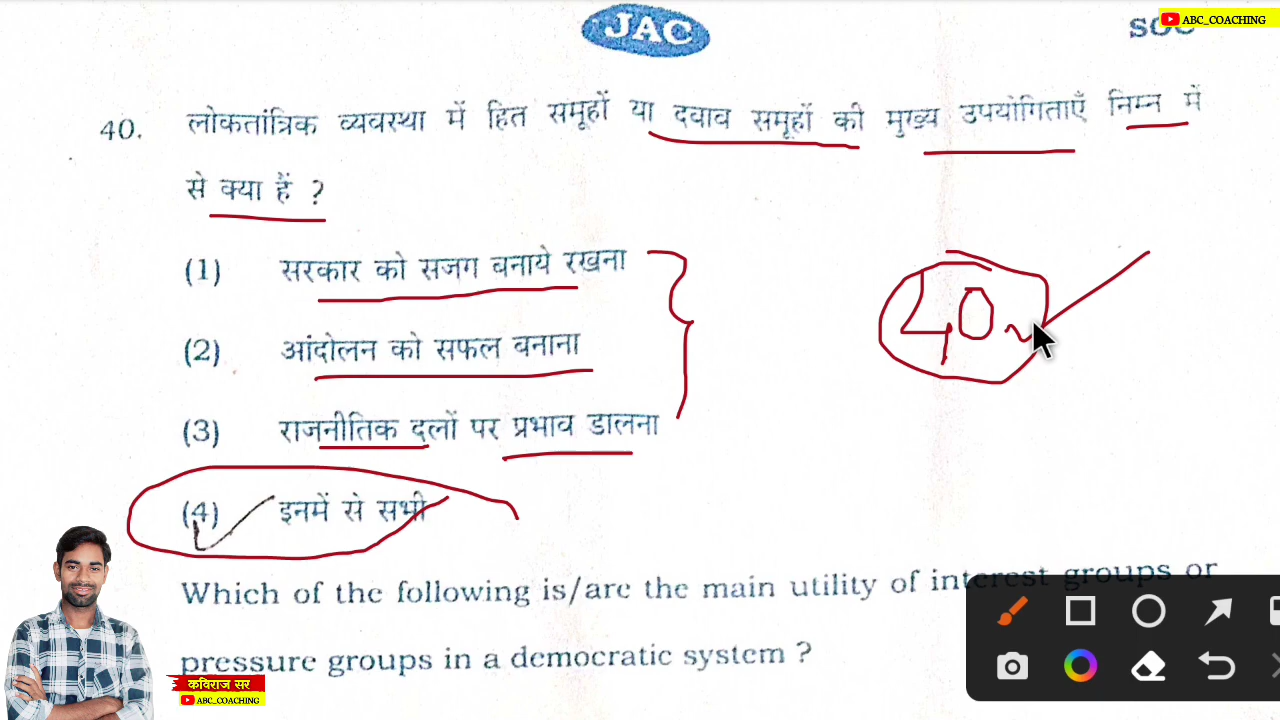 JAC
ABC_COACHING
40. लोकतांत्रिक व्यवस्था में हित समूहों या दवाव समूहों की मुख्य उपयोगिताएँ निम्न में
से क्या हैं ?
(1) सरकार को सजग बनाये रखना
(2) आंदोलन को सफल बनाना
40
(3) राजनीतिक दलों पर प्रभाव डालना
(4) इनमें से सभी
Which of the following is/are the main utility of interest groups or
pressure groups in a democratic system ?
कविराज सर
ABC_COACHING